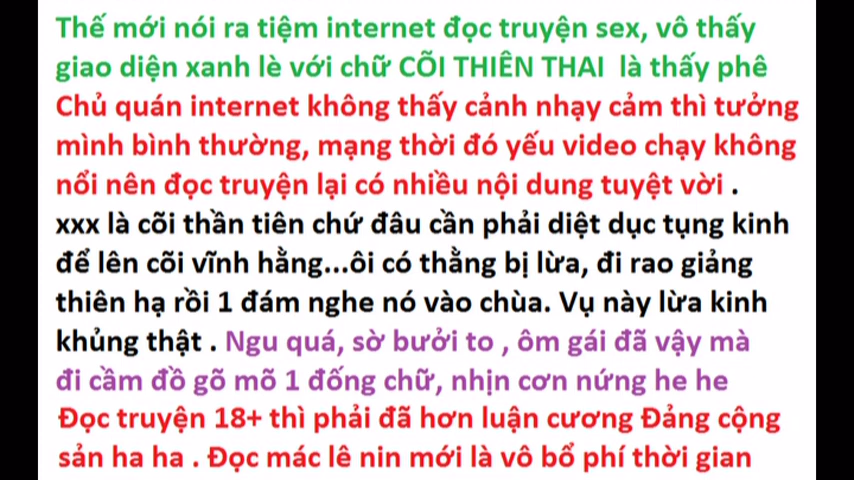 Thế mới nói ra tiệm internet đọc truyện sex, vô thấy
giao diện xanh lè với chữ CÕI THIÊN THAI là thấy phê
Chủ quán internet không thấy cảnh nhạy cảm thì tưởng
mình bình thường, mạng thời đó yếu video chạy không
nổi nên đọc truyện lại có nhiều nội dung tuyệt vời .
xxx là cõi thần tiên chứ đâu cần phải diệt dục tụng kinh
để lên cõi vĩnh hằng...ôi có thằng bị lừa, đi rao giảng
thiên hạ rồi 1 đám nghe nó vào chùa. Vụ này lừa kinh
khủng thật . Ngu quá, sờ bưởi to , ôm gái đã vậy mà
đi cầm đồ gõ mõ 1 đống chữ, nhịn cơn nứng he he
Đọc truyện 18+ thì phải đã hơn luận cương Đảng cộng
sản ha ha . Đọc mác lê nin mới là vô bổ phí thời gian